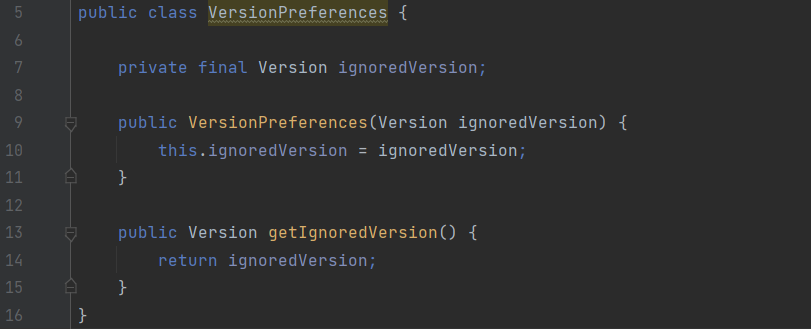 5 public class VersionPreferences {
6
7     private final Version ignoredVersion;
8
9     public VersionPreferences(Version ignoredVersion) {
10         this.ignoredVersion = ignoredVersion;
11     }
12
13     public Version getIgnoredVersion() {
14         return ignoredVersion;
15     }
16 }